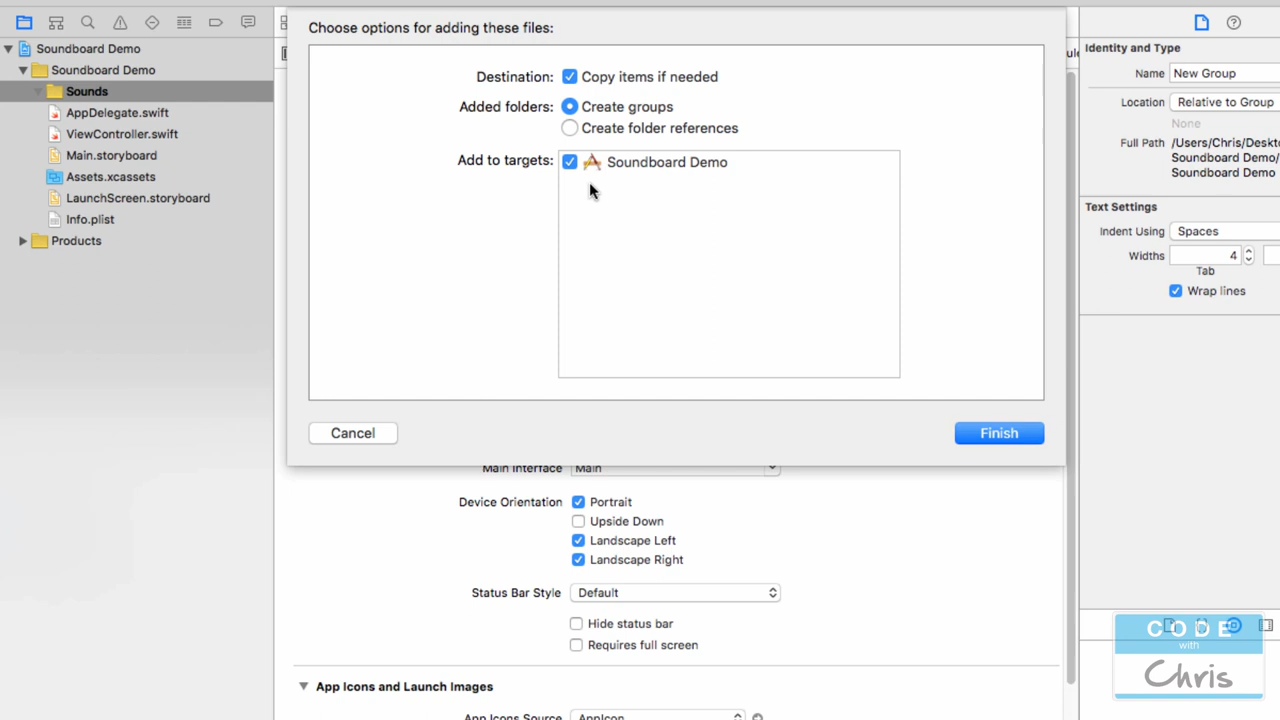 Choose options for adding these files:
Destination: Copy items if needed
Added folders: Create groups
Create folder references
Add to targets: Soundboard Demo
Cancel
Finish
Soundboard Demo
Soundboard Demo
Sounds
AppDelegate.swift
ViewController.swift
Main.storyboard
Assets.xcassets
LaunchScreen.storyboard
Info.plist
Products
Main Interface Main
Device Orientation Portrait
Upside Down
Landscape Left
Landscape Right
Status Bar Style Default
Hide status bar
Requires full screen
App Icons and Launch Images
App Icons Source AppIcon
Identity and Type
Name New Group
Location Relative to Group
None
Full Path /Users/Chris/Deskto
Soundboard Demo/
Soundboard Demo
Text Settings
Indent Using Spaces
Widths 4
Tab
Wrap lines
CODE
with
Chris